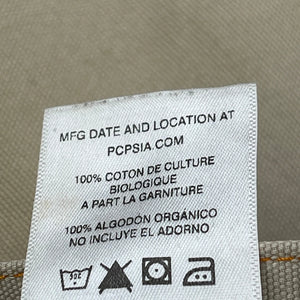 MFG DATE AND LOCATION AT
PCPSIA.COM
100% COTON DE CULTURE
BIOLOGIQUE
A PART LA GARNITURE
100% ALGODÓN ORGÁNICO
NO INCLUYE EL ADORNO